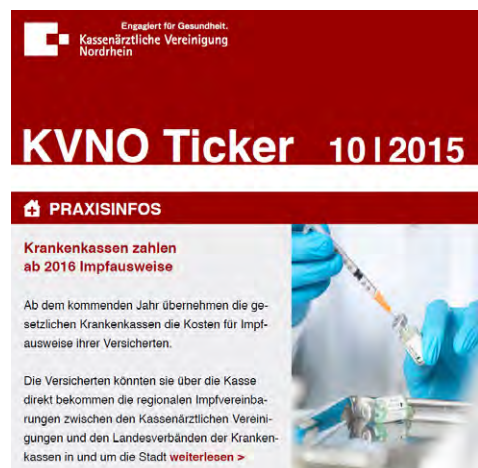 Engagiert für Gesundheit.
Kassenärztliche Vereinigung
Nordrhein
KVNO Ticker 10 | 2015
PRAXISINFOS
Krankenkassen zahlen
ab 2016 Impfausweise
Ab dem kommenden Jahr übernehmen die ge-
setzlichen Krankenkassen die Kosten für Impf-
ausweise ihrer Versicherten.
Die Versicherten könnten sie über die Kasse
direkt bekommen die regionalen Impfvereinba-
rungen zwischen den Kassenärztlichen Vereini-
gungen und den Landesverbänden der Kranken-
kassen in und um die Stadt weiterlesen >